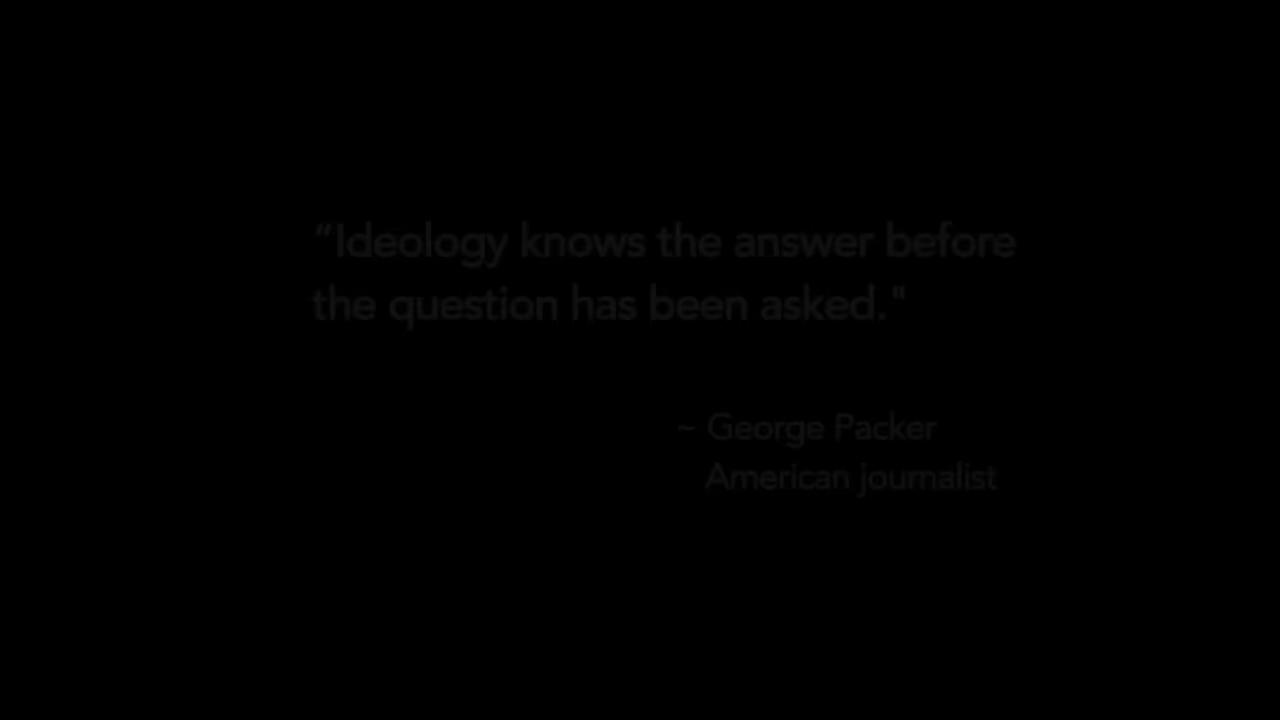 “Ideology knows the answer before
the question has been asked."
~ George Packer
American journalist